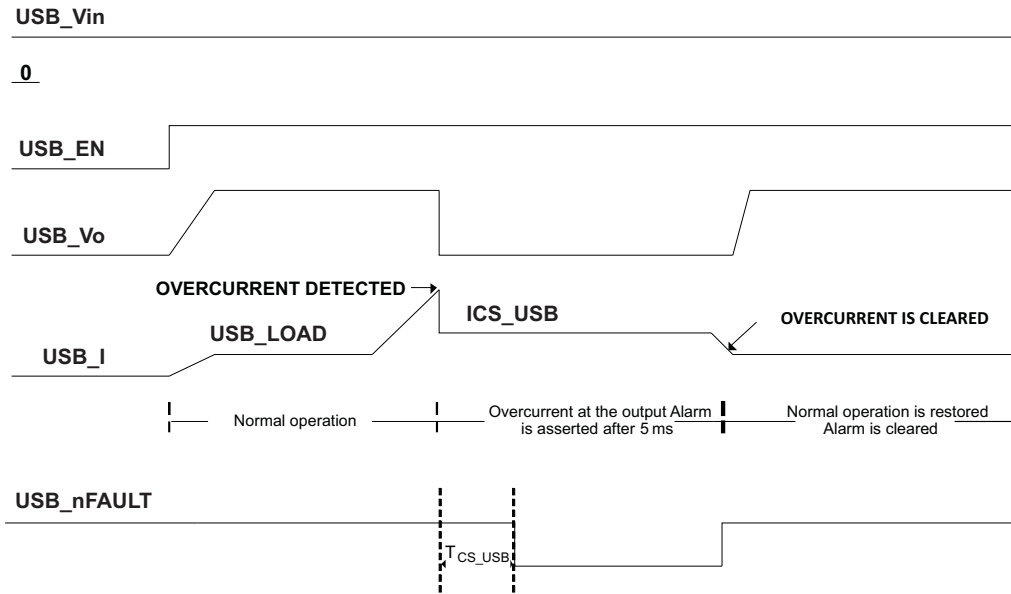 USB_Vin
0
USB_EN
USB_Vo
OVERCURRENT DETECTED
ICS_USB
OVERCURRENT IS CLEARED
USB_LOAD
USB_I
Normal operation
Overcurrent at the output Alarm
is asserted after 5 ms
Normal operation is restored
Alarm is cleared
USB_nFAULT
TCS_USB